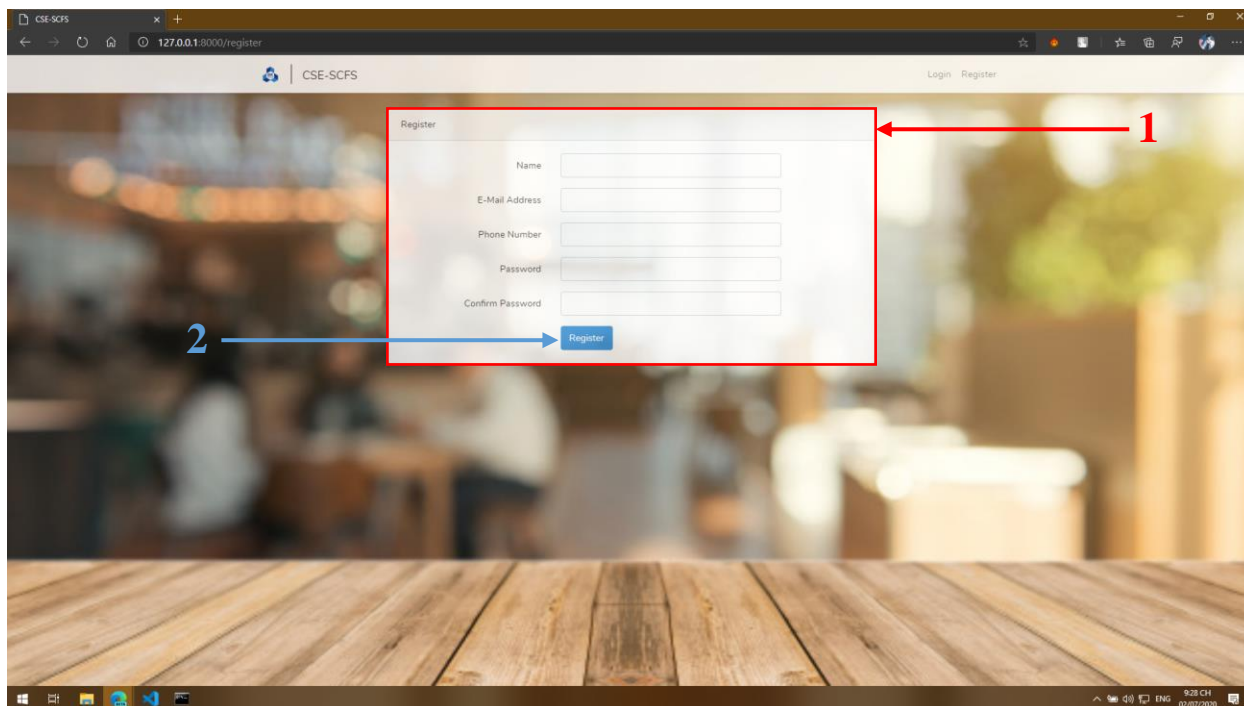 CSE-SCFS
127.0.0.1:8000/register
CSE-SCFS
Login Register
Register
1
Name
E-Mail Address
Phone Number
Password
Confirm Password
2
Register
ENG
9:28 CH
02/07/2020